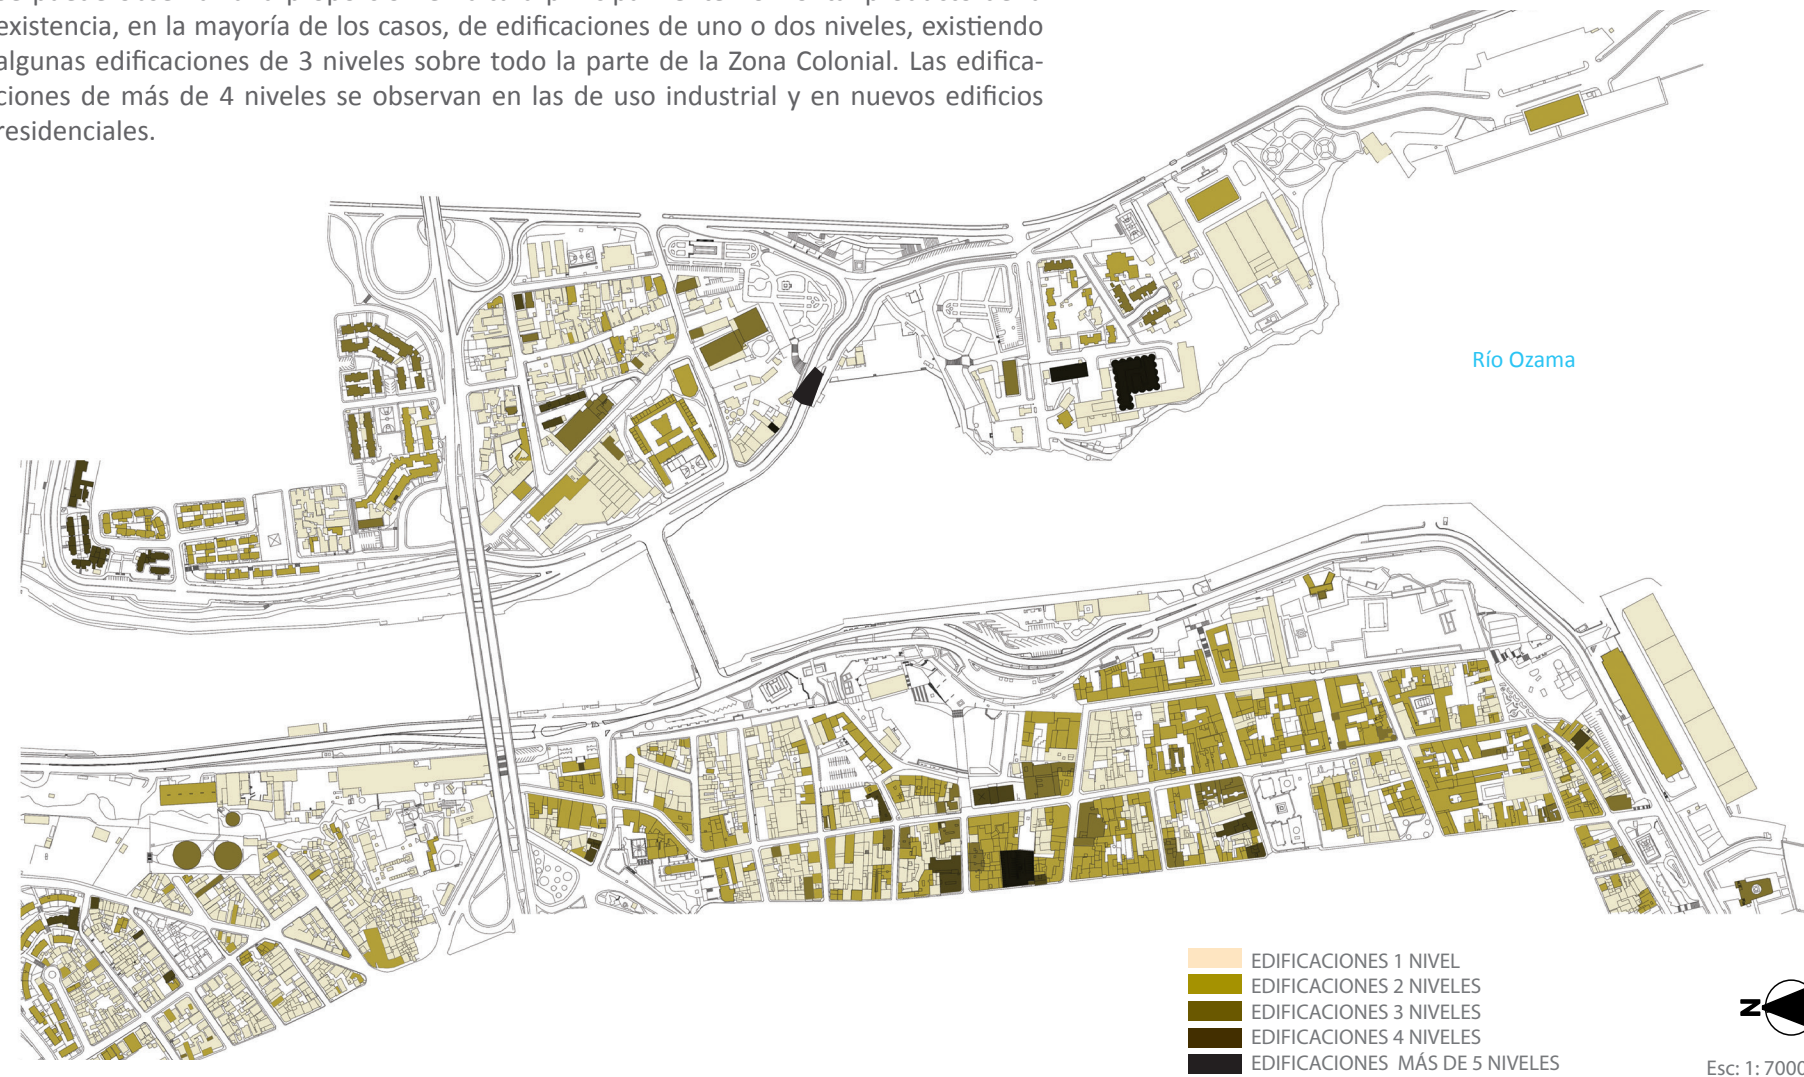 existencia, en la mayoría de los casos, de edificaciones de uno o dos niveles, existiendo
algunas edificaciones de 3 niveles sobre todo la parte de la Zona Colonial. Las edifica-
ciones de más de 4 niveles se observan en las de uso industrial y en nuevos edificios
residenciales.
Río Ozama
EDIFICACIONES 1 NIVEL
EDIFICACIONES 2 NIVELES
EDIFICACIONES 3 NIVELES
EDIFICACIONES 4 NIVELES
EDIFICACIONES MÁS DE 5 NIVELES
N
Esc: 1: 7000